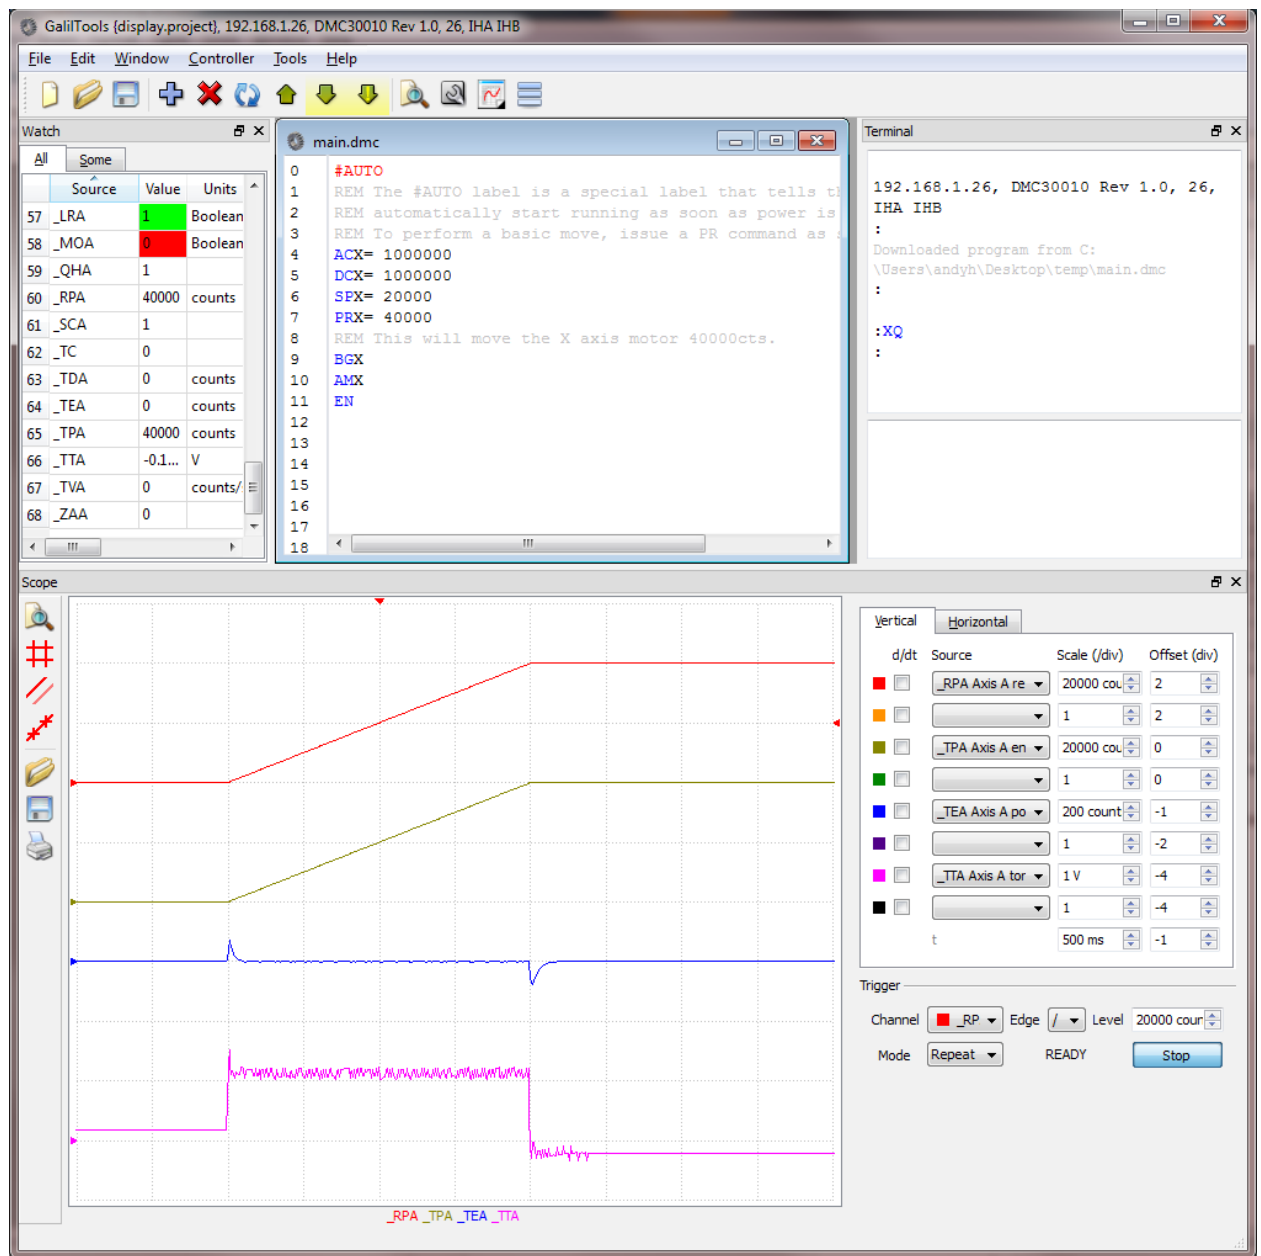 GalilTools {display.project}, 192.168.1.26, DMC30010 Rev 1.0, 26, IHA IHB
File Edit Window Controller Tools Help
Watch
All Some
Source Value Units
57 _LRA 1 Boolean
58 _MOA 0 Boolean
59 _QHA 1
60 _RPA 40000 counts
61 _SCA 1
62 _TC 0
63 _TDA 0 counts
64 _TEA 0 counts
65 _TPA 40000 counts
66 _TTA -0.1... V
67 _TVA 0 counts/
68 _ZAA 0
main.dmc
0 #AUTO
1 REM The #AUTO label is a special label that tells th
2 REM automatically start running as soon as power is
3 REM To perform a basic move, issue a PR command as s
4 ACX= 1000000
5 DCX= 1000000
6 SPX= 20000
7 PRX= 40000
8 REM This will move the X axis motor 40000cts.
9 BGX
10 AMX
11 EN
12
13
14
15
16
17
18
Terminal
192.168.1.26, DMC30010 Rev 1.0, 26,
IHA IHB
:
Downloaded program from C:
\Users\andyh\Desktop\temp\main.dmc
:
:XQ
:
Scope
_RPA _TPA _TEA _TTA
Vertical Horizontal
d/dt Source Scale (/div) Offset (div)
_RPA Axis A re 20000 cou 2
1 2
_TPA Axis A en 20000 cou 0
1 0
_TEA Axis A po 200 count -1
1 -2
_TTA Axis A tor 1 V -4
1 -4
t 500 ms -1
Trigger
Channel _RP Edge / Level 20000 cour
Mode Repeat READY Stop